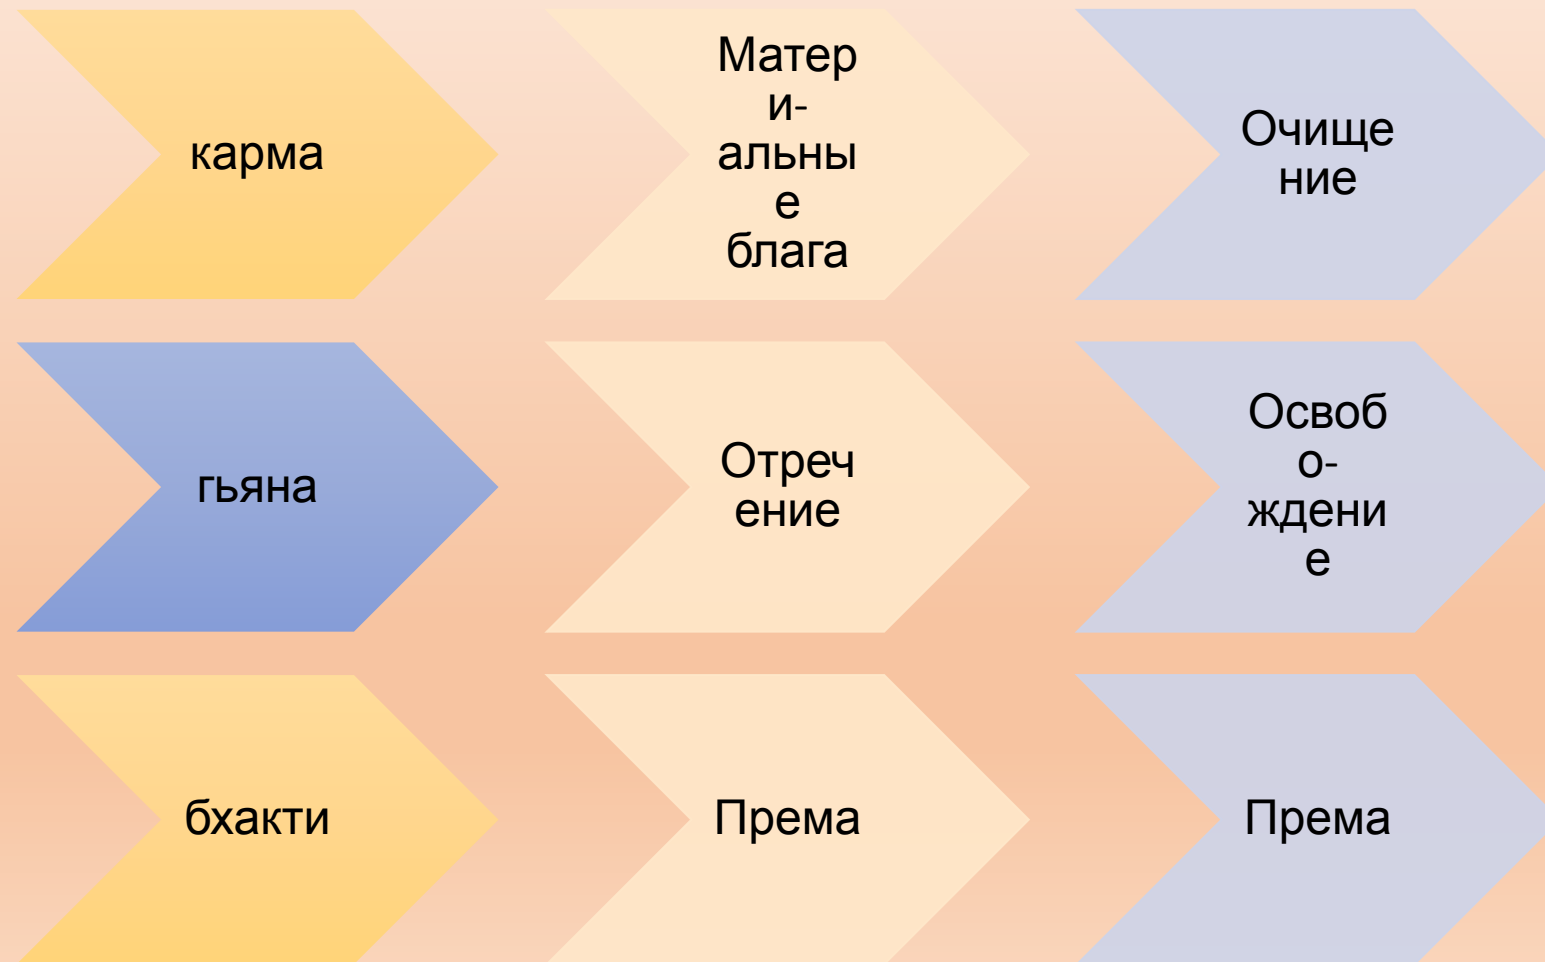 карма
Матер
и-
альны
е
блага
Очище
ние
гьяна
Отреч
ение
Освоб
о-
ждени
е
бхакти
Према
Према